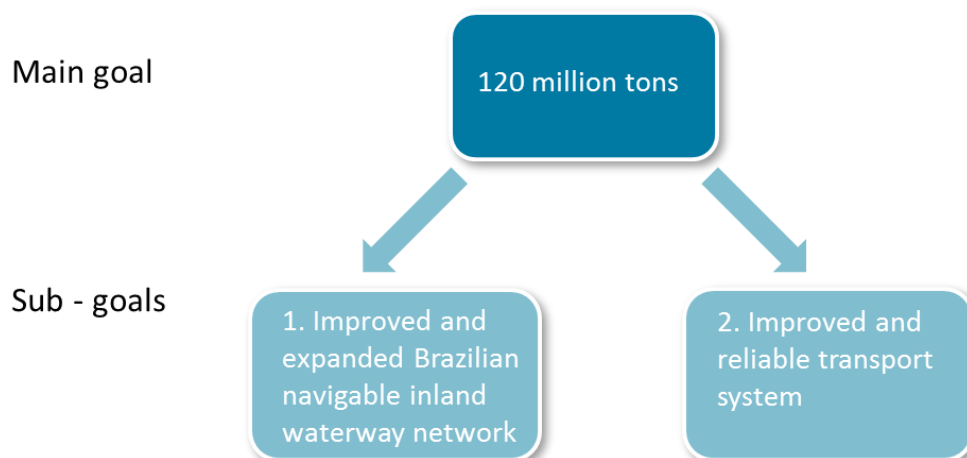 Main goal
120 million tons
Sub - goals
1. Improved and
expanded Brazilian
navigable inland
waterway network
2. Improved and
reliable transport
system